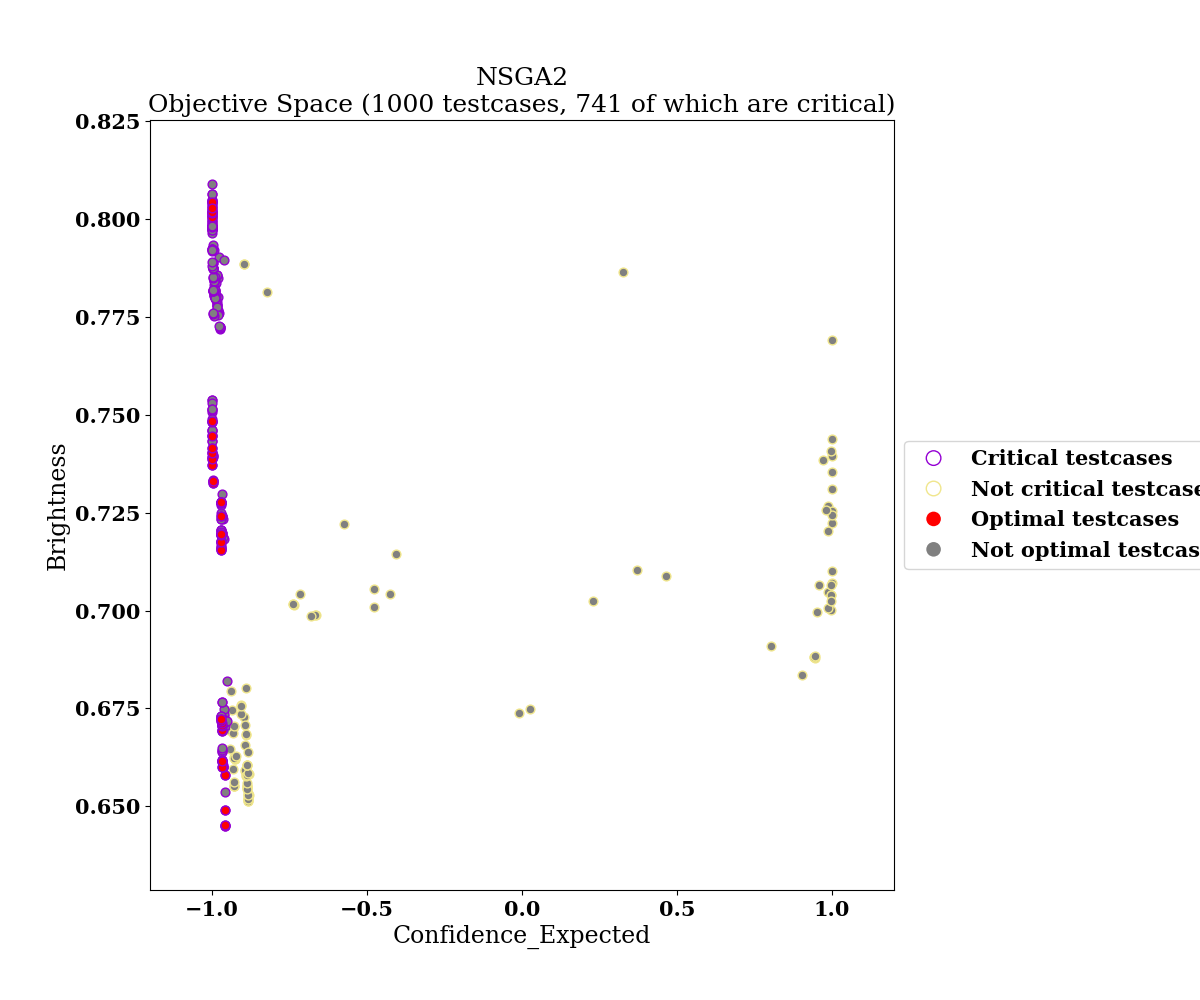 NSGA2
Objective Space (1000 testcases, 741 of which are critical)
0.825
0.800
0.775
0.750
0.725
0.700
0.675
0.650
Brightness
−1.0
−0.5
0.0
0.5
1.0
Confidence_Expected
Critical testcases
Not critical testcase
Optimal testcases
Not optimal testcas